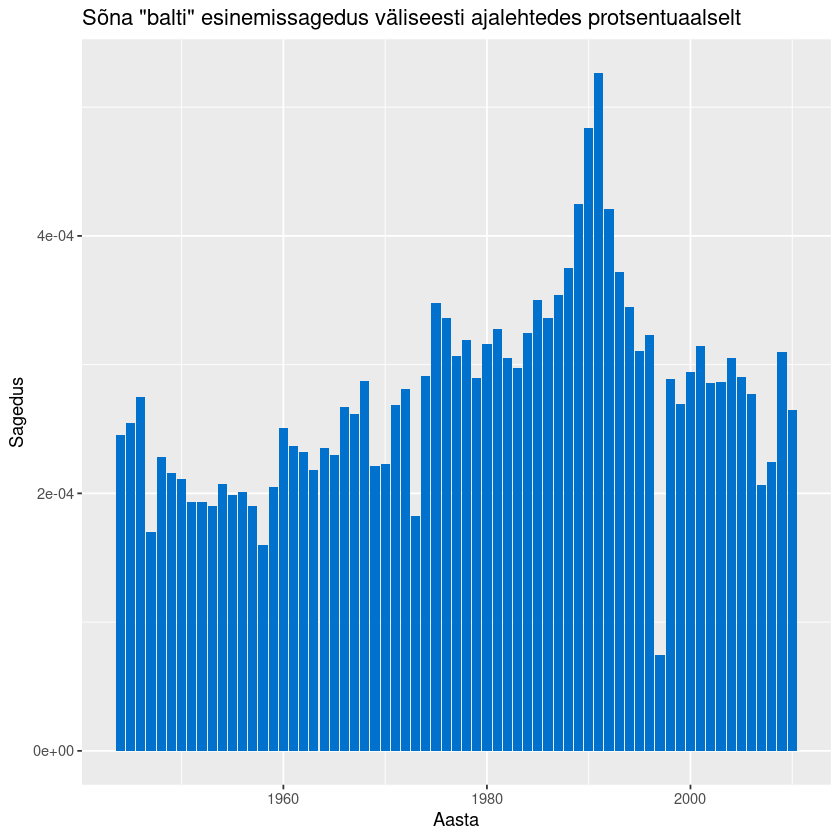 Sõna "balti" esinemissagedus väliseesti ajalehtedes protsentuaalselt
Sagedus
4e-04
2e-04
0e+00
1960 1980 2000
Aasta